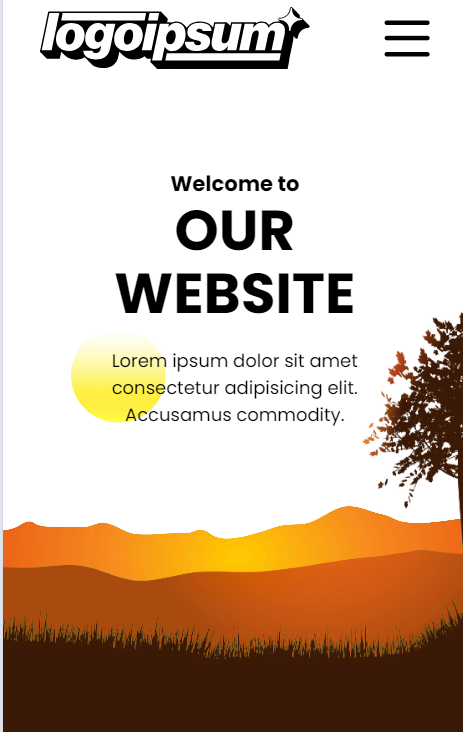 logoipsum
Welcome to
OUR
WEBSITE
Lorem ipsum dolor sit amet
consectetur adipisicing elit.
Accusamus commodity.